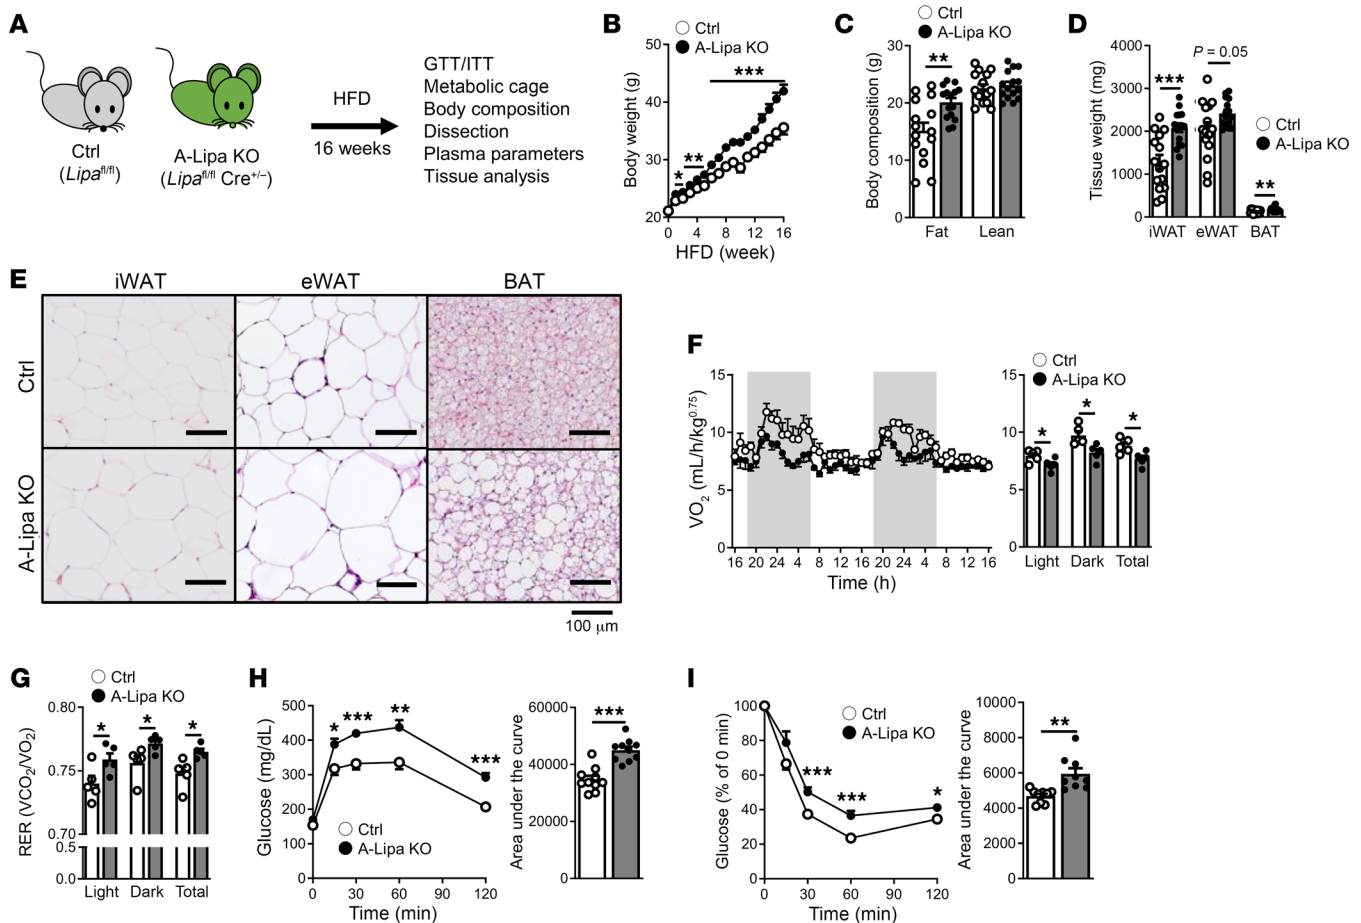 A
Ctrl
(Lipafl/fl)
A-Lipa KO
(Lipafl/fl Cre+/–)
HFD
16 weeks
GTT/ITT
Metabolic cage
Body composition
Dissection
Plasma parameters
Tissue analysis
B
Ctrl
A-Lipa KO
Body weight (g)
50
40
30
20
***
**
*
0 4 8 12 16
HFD (week)
C
Ctrl
A-Lipa KO
Body composition (g)
30
20
10
0
**
Fat Lean
D
Tissue weight (mg)
4000
3000
2000
1000
0
P = 0.05
***
**
Ctrl
A-Lipa KO
iWAT eWAT BAT
E
iWAT eWAT BAT
Ctrl
A-Lipa KO
100 μm
F
VO2 (mL/h/kg0.75)
15
10
5
0
16 20 24 4 8 12 16 20 24 4 8 12 16
Time (h)
Ctrl
A-Lipa KO
15
10
5
0
* * *
Light Dark Total
G
Ctrl
A-Lipa KO
RER (VCO2/VO2)
0.80
0.75
0.70
0.5
0.0
* * *
Light Dark Total
H
Glucose (mg/dL)
500
400
300
200
100
0
* *** ** ***
Ctrl
A-Lipa KO
0 30 60 90 120
Time (min)
Area under the curve
60000
40000
20000
0
***
I
Glucose (% of 0 min)
100
80
60
40
20
0
Ctrl
A-Lipa KO
*** *** *
0 30 60 90 120
Time (min)
Area under the curve
10000
8000
6000
4000
2000
0
**